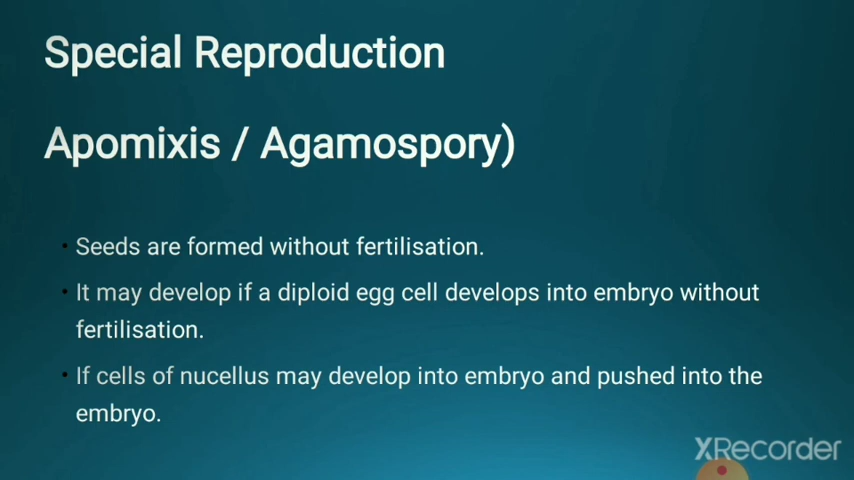 Special Reproduction
Apomixis / Agamospory)
• Seeds are formed without fertilisation.
• It may develop if a diploid egg cell develops into embryo without
fertilisation.
• If cells of nucellus may develop into embryo and pushed into the
embryo.
XRecorder